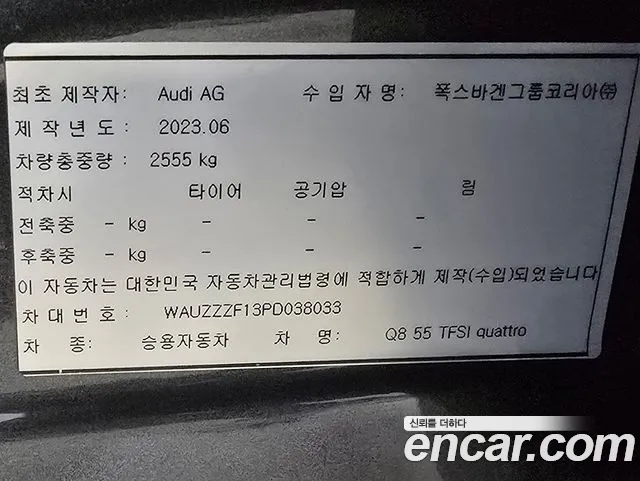 최초 제작자: Audi AG 수 입 자 명: 폭스바겐그룹코리아㈜
제 작 년 도 : 2023.06
차량총중량 : 2555 kg
적차시 타이어 공기압 림
전축중 - kg - - -
후축중 - kg - - -
이 자동차는 대한민국 자동차관리법령에 적합하게 제작(수입)되었습니다
차 대 번 호 : WAUZZZF13PD038033
차 종: 승용자동차 차 명: Q8 55 TFSI quattro
신뢰를 더하다
encar.com